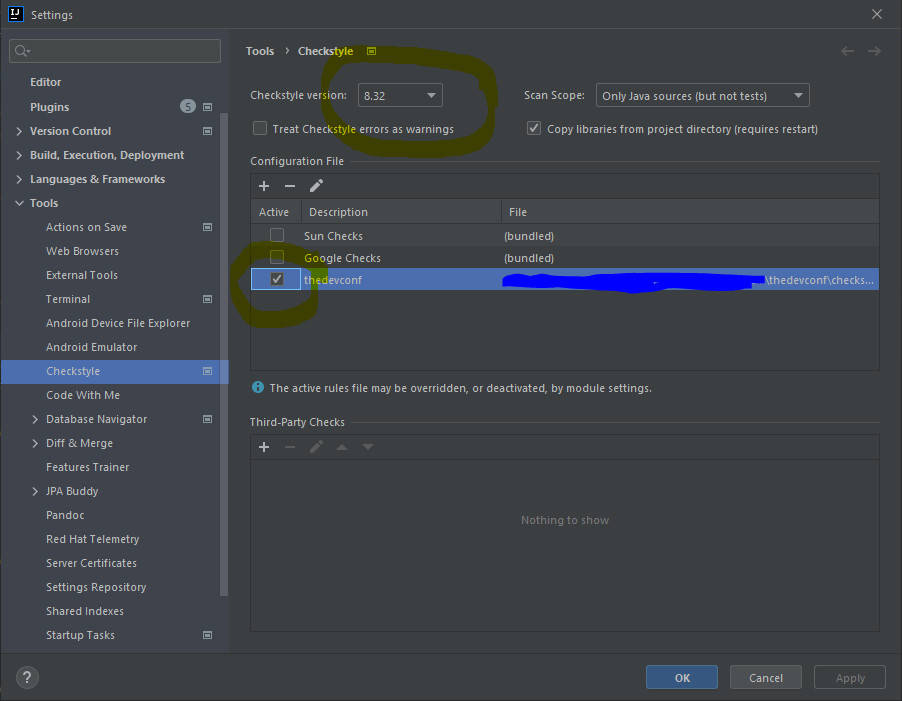 IJ
Settings
Editor
Plugins 5
Version Control
Build, Execution, Deployment
Languages & Frameworks
Tools
Actions on Save
Web Browsers
External Tools
Terminal
Android Device File Explorer
Android Emulator
Checkstyle
Code With Me
Database Navigator
Diff & Merge
Features Trainer
JPA Buddy
Pandoc
Red Hat Telemetry
Server Certificates
Settings Repository
Shared Indexes
Startup Tasks
Tools › Checkstyle
Checkstyle version: 8.32 Scan Scope: Only Java sources (but not tests)
Treat Checkstyle errors as warnings Copy libraries from project directory (requires restart)
Configuration File
Active Description File
Sun Checks (bundled)
Google Checks (bundled)
thedevconf \thedevconf\checks...
The active rules file may be overridden, or deactivated, by module settings.
Third-Party Checks
Nothing to show
? OK Cancel Apply